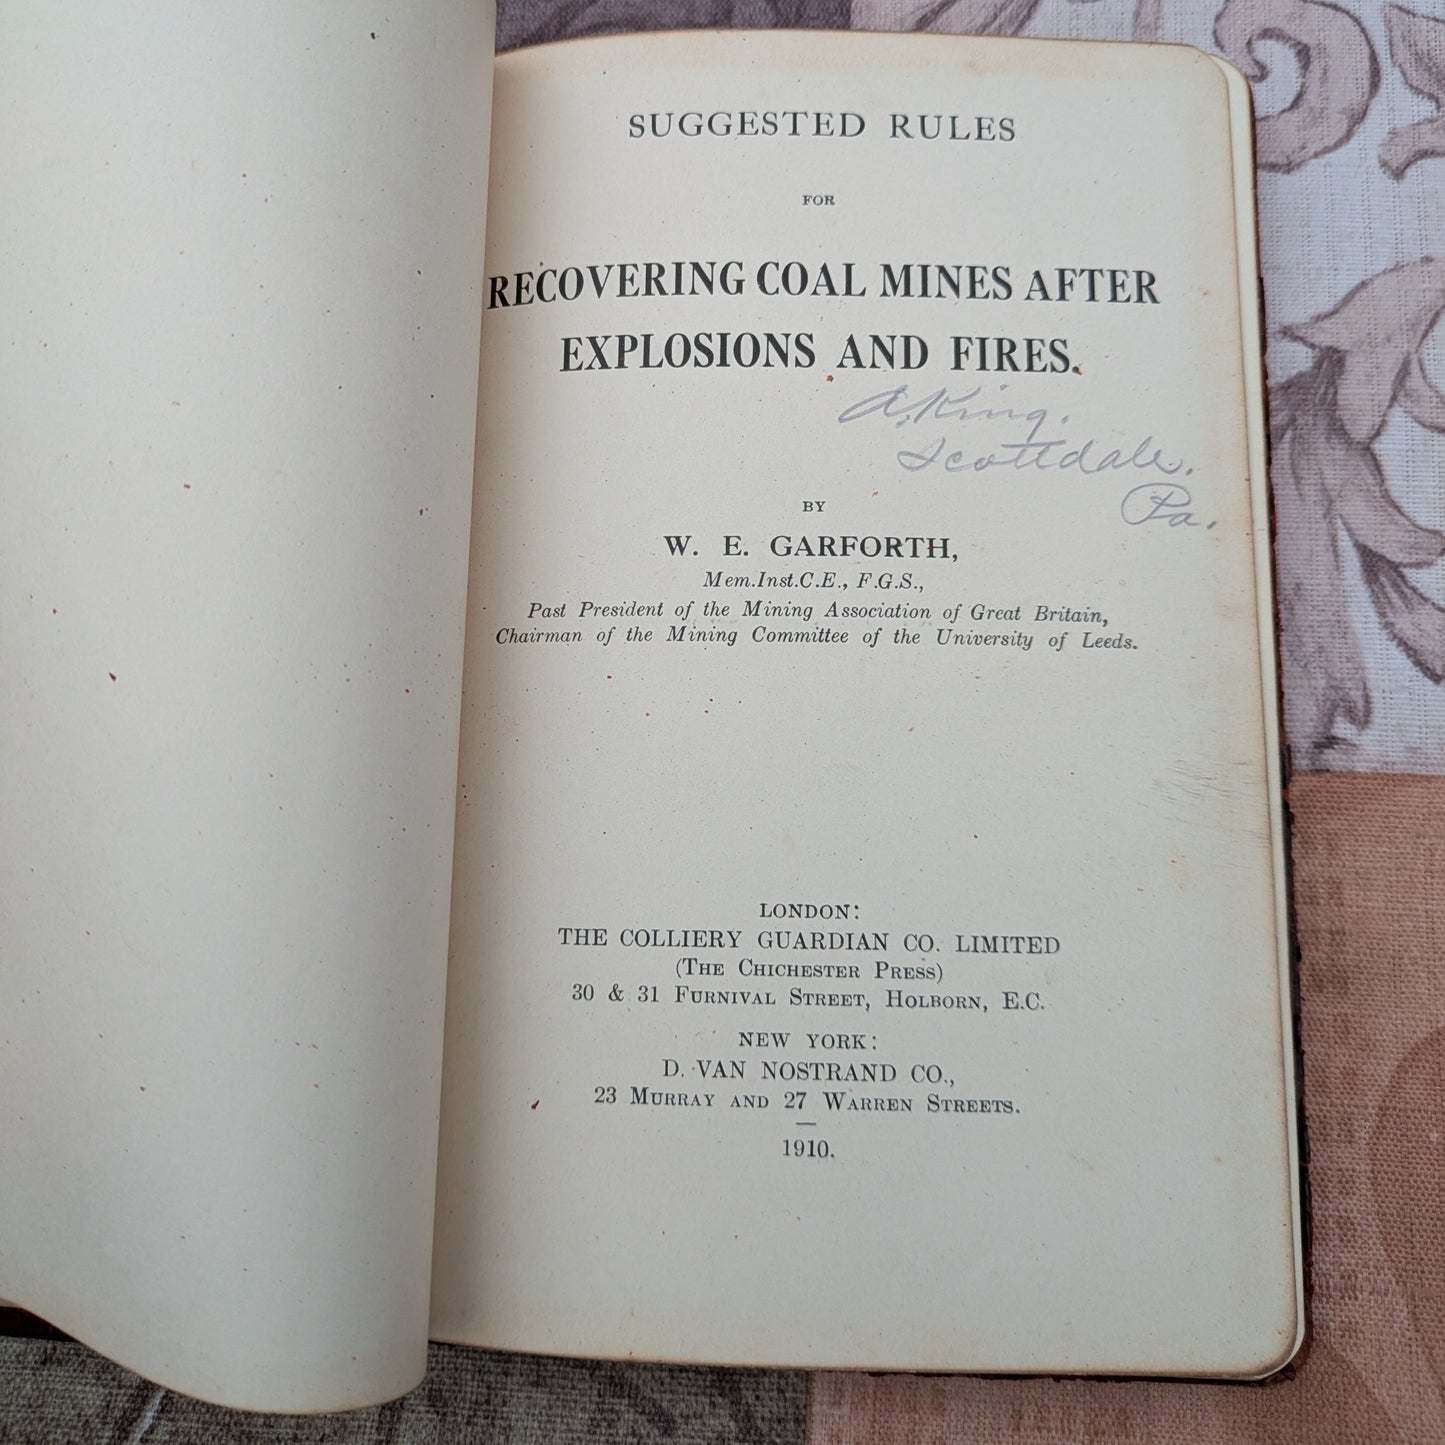 SUGGESTED RULES
FOR
RECOVERING COAL MINES AFTER
EXPLOSIONS AND FIRES.
A. King.
Scottdale.
Pa.
BY
W. E. GARFORTH,
Mem.Inst.C.E., F.G.S.,
Past President of the Mining Association of Great Britain,
Chairman of the Mining Committee of the University of Leeds.
LONDON:
THE COLLIERY GUARDIAN CO. LIMITED
(THE CHICHESTER PRESS)
30 & 31 FURNIVAL STREET, HOLBORN, E.C.
NEW YORK:
D. VAN NOSTRAND CO.,
23 MURRAY AND 27 WARREN STREETS.
1910.